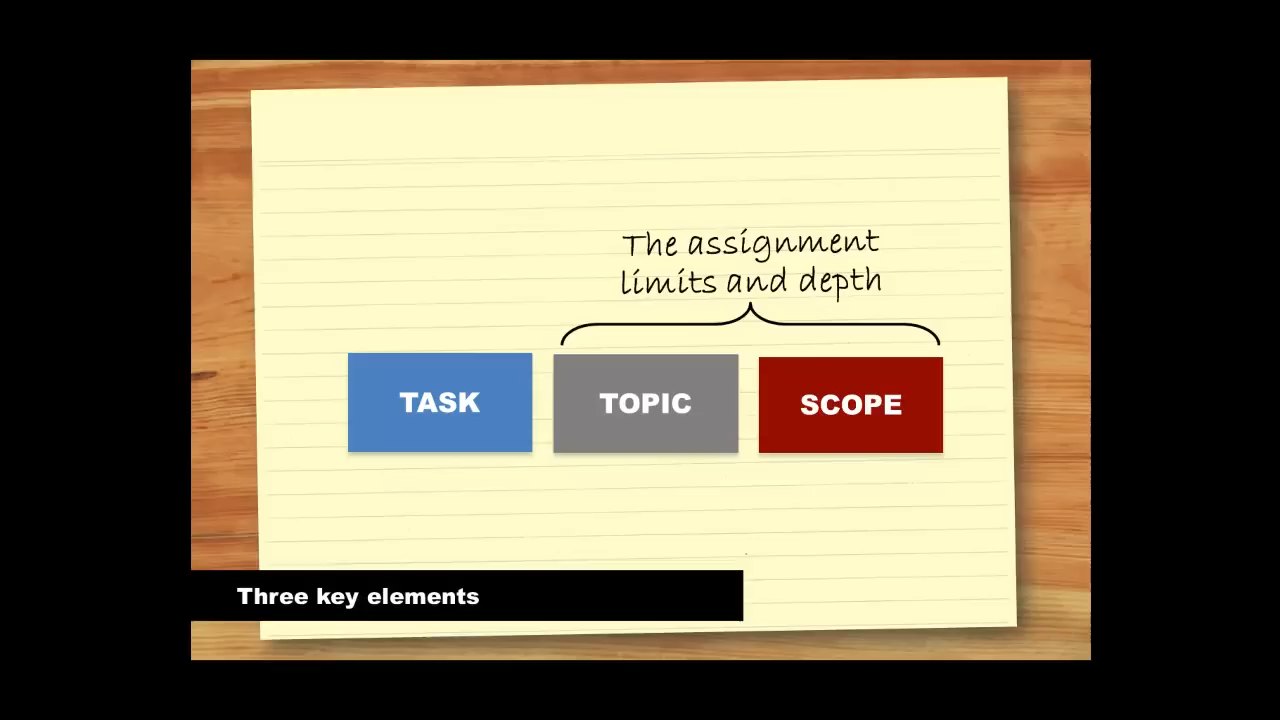 The assignment
limits and depth
TASK
TOPIC
SCOPE
Three key elements